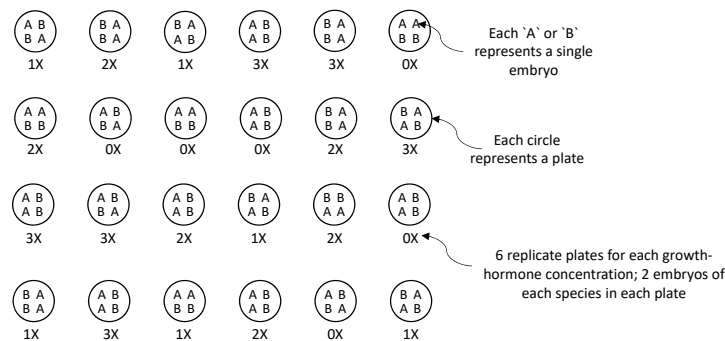 A B B A B A B A B A A A
B A B A A B A B B A B B
1X 2X 1X 3X 3X 0X
Each `A` or `B`
represents a single
embryo
A A A B A A A B B A B A
B B B A B B A B B A A B
2X 0X 0X 0X 2X 3X
Each circle
represents a plate
A B A B A B B A B B A B
A B B A A B A B A A A B
3X 3X 2X 1X 2X 0X
6 replicate plates for each growth-
hormone concentration; 2 embryos of
each species in each plate
B A A B A B A B A B B A
B A B A A B B A B A A B
1X 3X 1X 2X 0X 1X